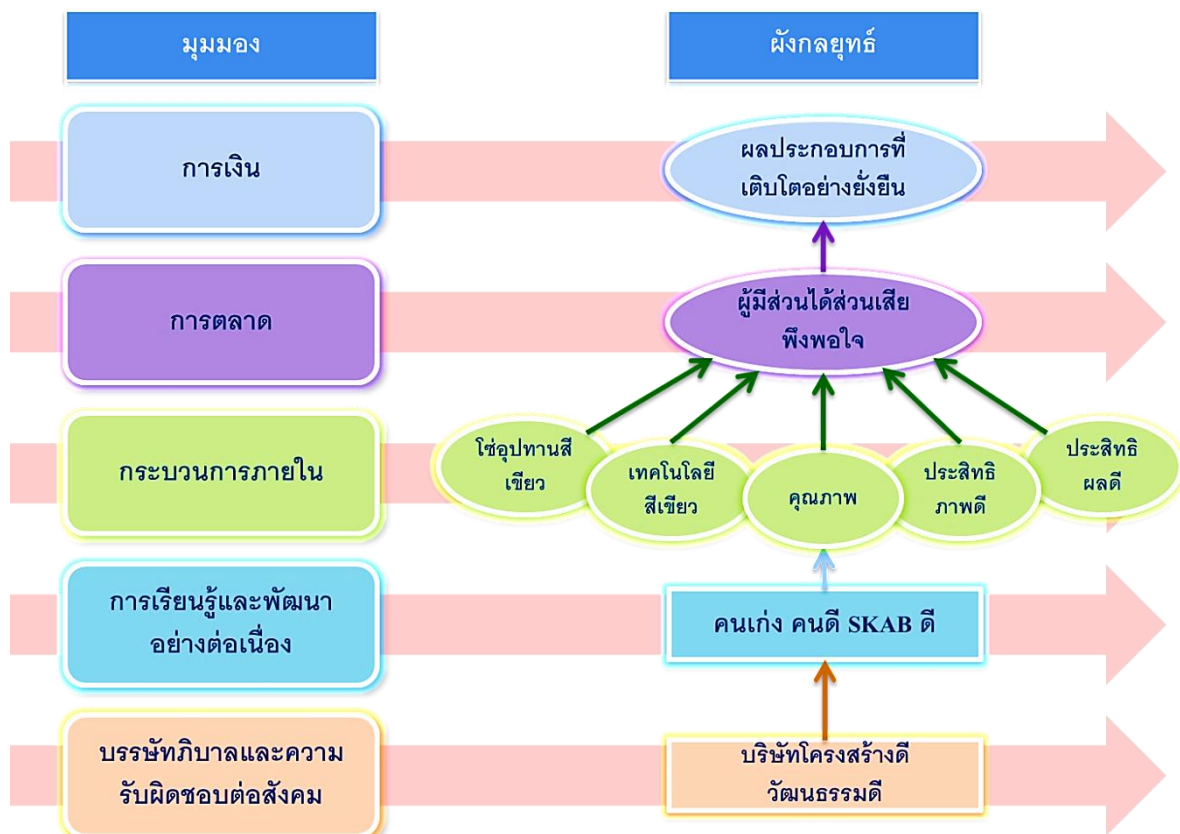 มุมมอง
ผังกลยุทธ์
การเงิน
ผลประกอบการที่
เติบโตอย่างยั่งยืน
การตลาด
ผู้มีส่วนได้ส่วนเสีย
พึงพอใจ
กระบวนการภายใน
โซ่อุปทานสี
เขียว
เทคโนโลยี
สีเขียว
คุณภาพ
ประสิทธิ
ภาพดี
ประสิทธิ
ผลดี
การเรียนรู้และพัฒนา
อย่างต่อเนื่อง
คนเก่ง คนดี SKAB ดี
บรรษัทภิบาลและความ
รับผิดชอบต่อสังคม
บริษัทโครงสร้างดี
วัฒนธรรมดี